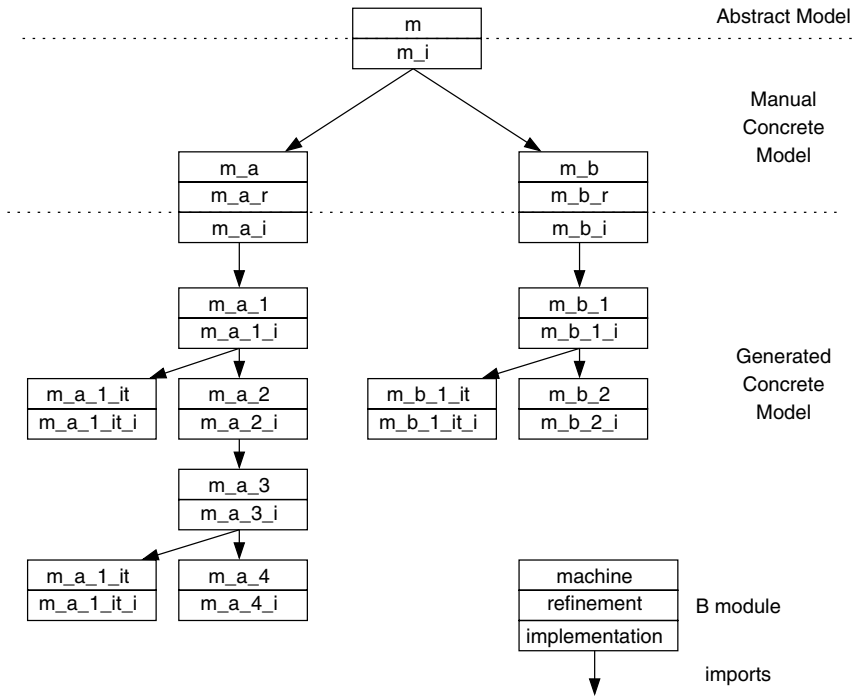 Abstract Model
m
m_i
Manual
Concrete
Model
m_a
m_a_r
m_a_i
m_b
m_b_r
m_b_i
m_a_1
m_a_1_i
m_b_1
m_b_1_i
Generated
Concrete
Model
m_a_1_it
m_a_1_it_i
m_a_2
m_a_2_i
m_b_1_it
m_b_1_it_i
m_b_2
m_b_2_i
m_a_3
m_a_3_i
m_a_1_it
m_a_1_it_i
m_a_4
m_a_4_i
machine
refinement
implementation
B module
imports